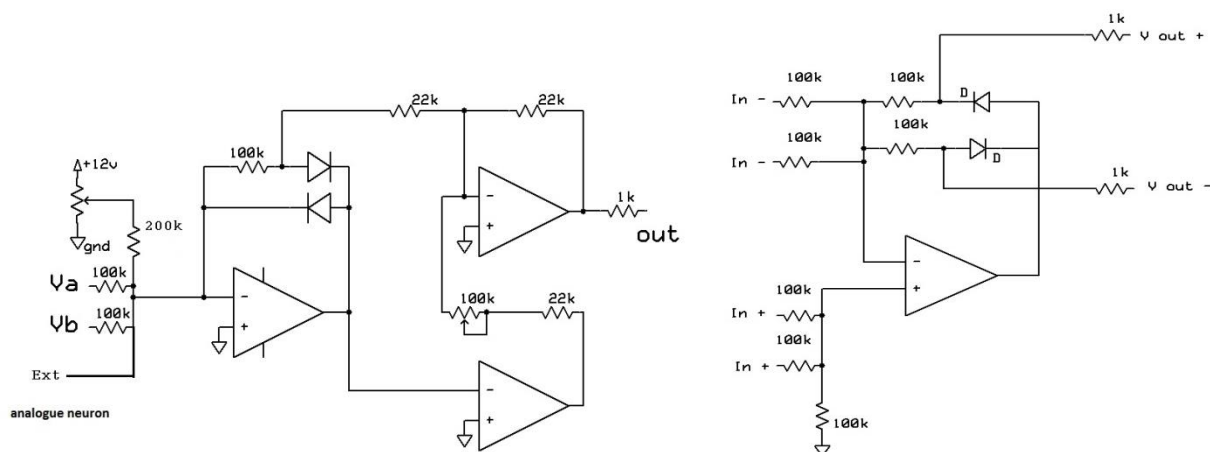 1k
V out +
100k
100k
In -
D
22k
22k
100k
100k
+12v
100k
In -
D
1k
V out -
1k
out
200k
gnd
Va
100k
100k
22k
Vb
100k
100k
In +
100k
In +
Ext
analogue neuron
100k
-
+
-
+
-
+
-
+